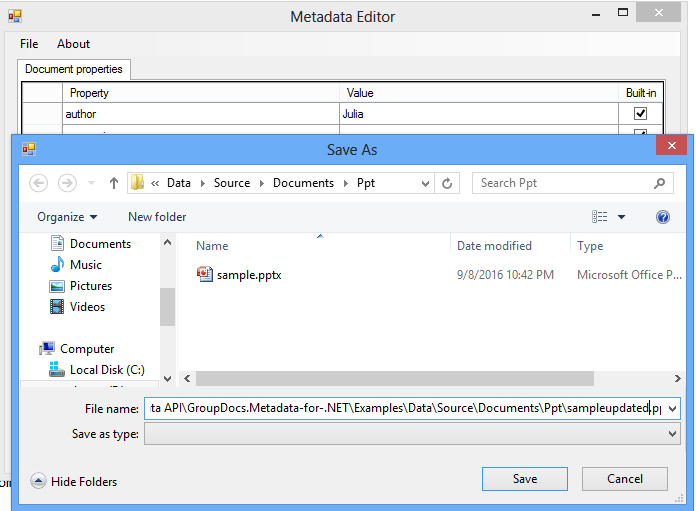 Metadata Editor
File About
Document properties
Property Value Built-in
author Julia
Save As
« Data Source Documents Ppt Search Ppt
Organize New folder
Documents
Music
Pictures
Videos
Computer
Local Disk (C:)
Name Date modified Type
sample.pptx 9/8/2016 10:42 PM Microsoft Office P...
File name: ta API\GroupDocs.Metadata-for-.NET\Examples\Data\Source\Documents\Ppt\sampleupdated.pp
Save as type:
Hide Folders Save Cancel